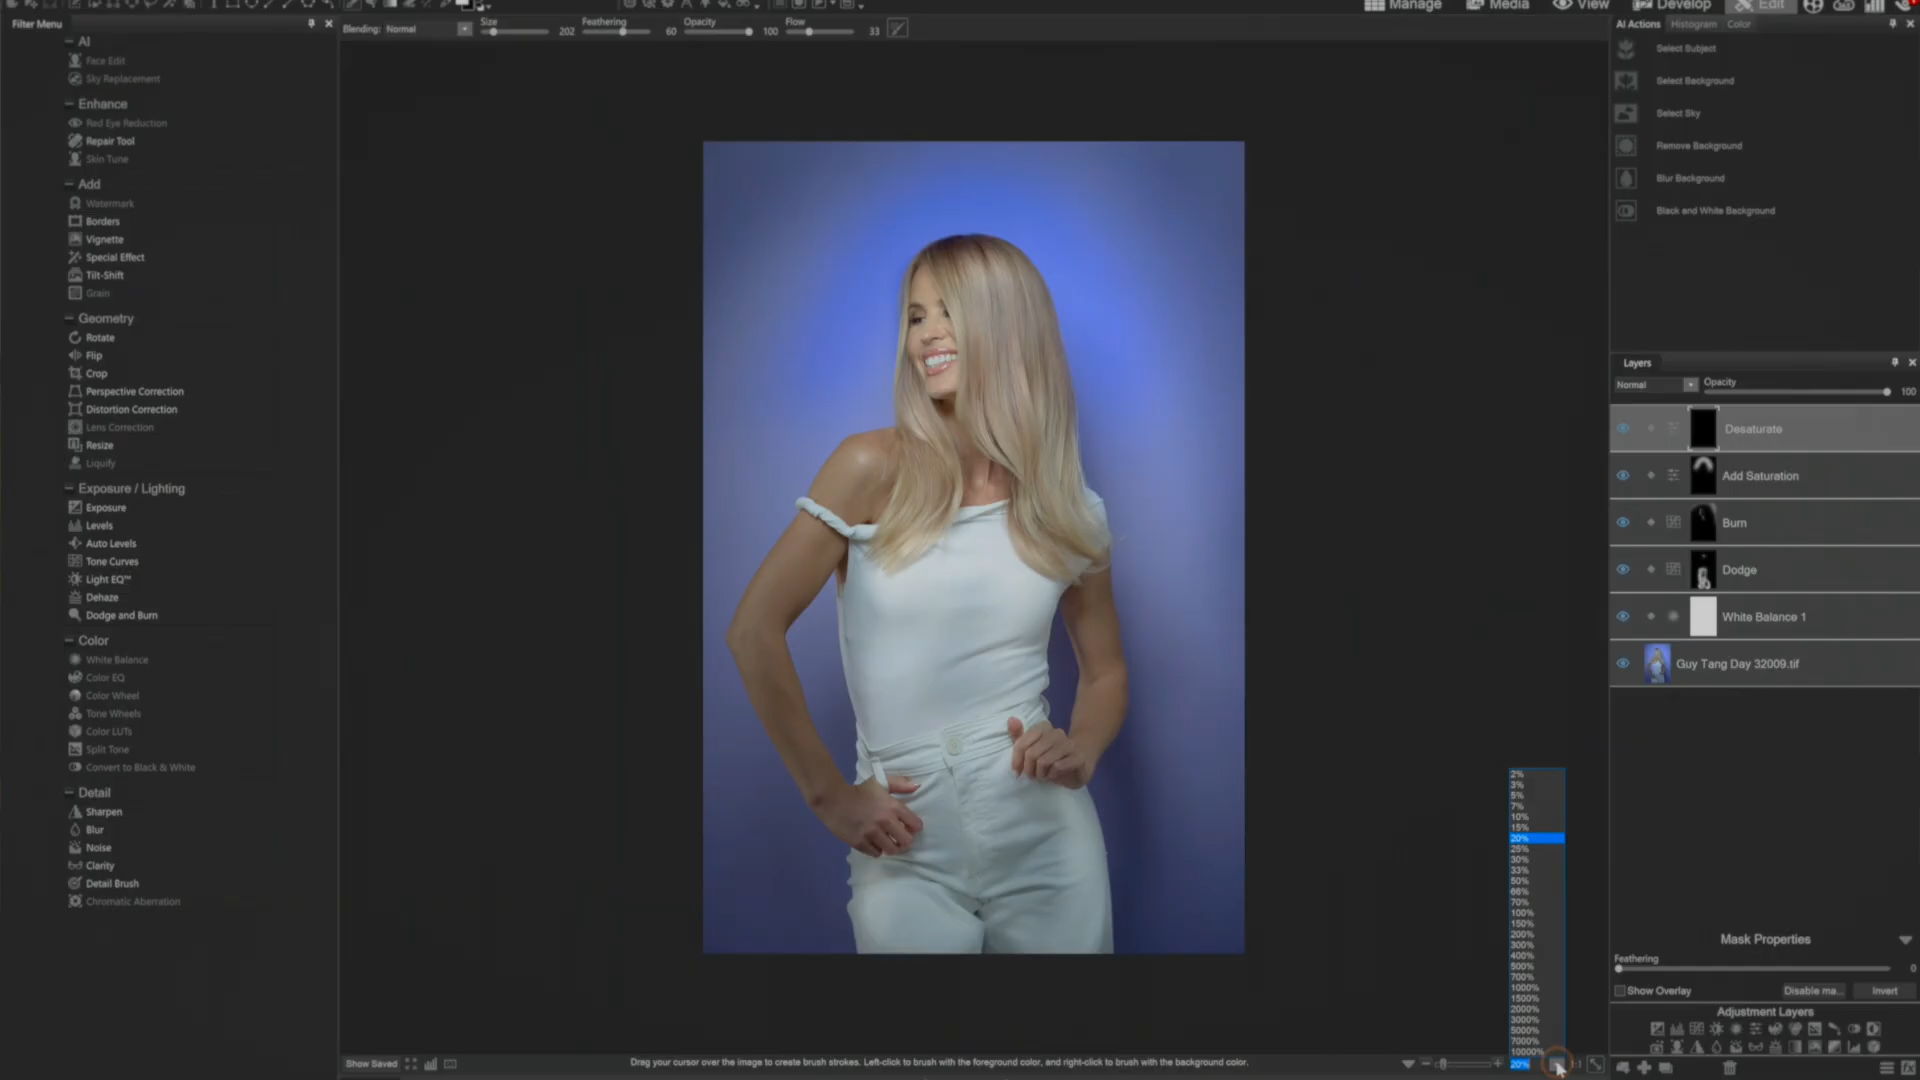 Manage Media View Develop Edit
Filter Menu
Blending: Normal Size 202 Feathering 60 Opacity 100 Flow 33
AI
Face Edit
Sky Replacement
Enhance
Red Eye Reduction
Repair Tool
Skin Tune
Add
Watermark
Borders
Vignette
Special Effect
Tilt-Shift
Grain
Geometry
Rotate
Flip
Crop
Perspective Correction
Distortion Correction
Lens Correction
Resize
Liquify
Exposure / Lighting
Exposure
Levels
Auto Levels
Tone Curves
Light EQ™
Dehaze
Dodge and Burn
Color
White Balance
Color EQ
Color Wheel
Tone Wheels
Color LUTs
Split Tone
Convert to Black & White
Detail
Sharpen
Blur
Noise
Clarity
Detail Brush
Chromatic Aberration
AI Actions Histogram Color
Select Subject
Select Background
Select Sky
Remove Background
Blur Background
Black and White Background
Layers
Normal Opacity 100
Desaturate
Add Saturation
Burn
Dodge
White Balance 1
Guy Tang Day 32009.tif
2%
3%
5%
7%
10%
15%
20%
25%
30%
33%
50%
66%
70%
100%
150%
200%
300%
400%
500%
700%
1000%
1500%
2000%
3000%
5000%
7000%
10000%
20%
Mask Properties
Feathering
0
Show Overlay Disable ma... Invert
Adjustment Layers
Show Saved
Drag your cursor over the image to create brush strokes. Left-click to brush with the foreground color, and right-click to brush with the background color.